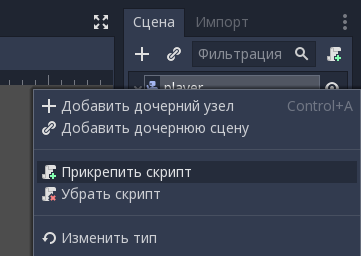 Сцена Импорт
Фильтрация
player
Добавить дочерний узел Control+A
Добавить дочернюю сцену
Прикрепить скрипт
Убрать скрипт
Изменить тип